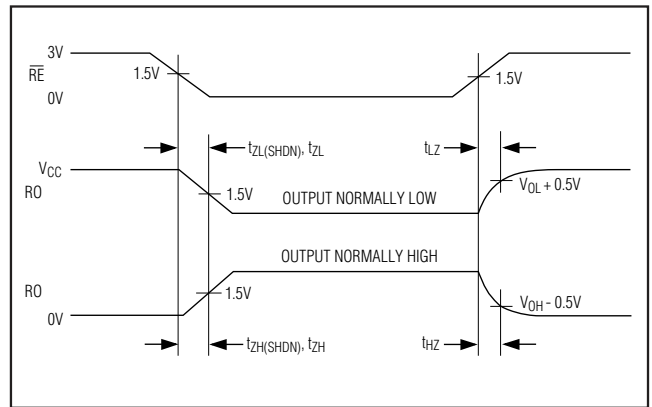 3V
RE
0V
1.5V
1.5V
tZL(SHDN), tZL
tLZ
VCC
RO
1.5V
OUTPUT NORMALLY LOW
VOL + 0.5V
OUTPUT NORMALLY HIGH
RO
0V
1.5V
VOH - 0.5V
tZH(SHDN), tZH
tHZ